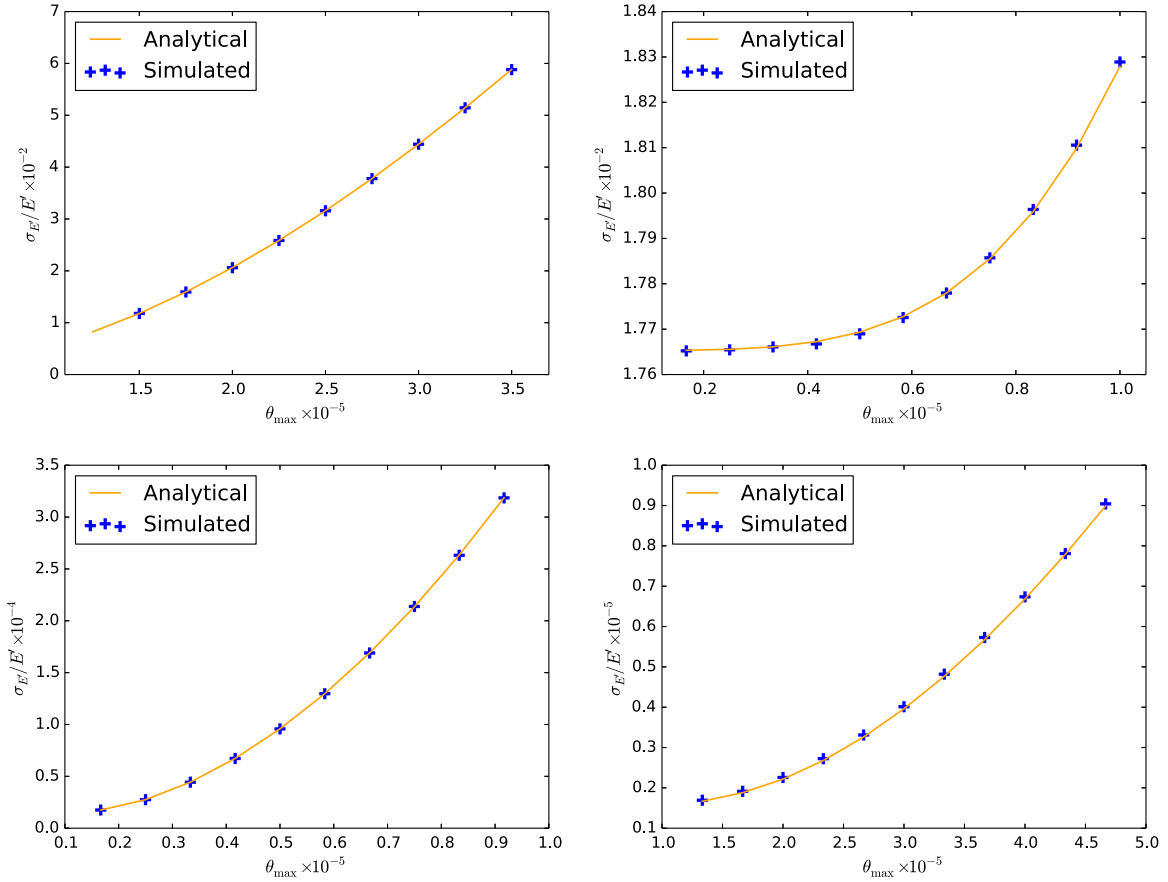 7
6
5
4
3
2
1
0
σ_E′/E′ ×10⁻²
Analytical
Simulated
1.5 2.0 2.5 3.0 3.5
θ_max ×10⁻⁵
1.84
1.83
1.82
1.81
1.80
1.79
1.78
1.77
1.76
σ_E′/E′ ×10⁻²
Analytical
Simulated
0.2 0.4 0.6 0.8 1.0
θ_max ×10⁻⁵
3.5
3.0
2.5
2.0
1.5
1.0
0.5
0.0
σ_E′/E′ ×10⁻⁴
Analytical
Simulated
0.1 0.2 0.3 0.4 0.5 0.6 0.7 0.8 0.9 1.0
θ_max ×10⁻⁵
1.0
0.9
0.8
0.7
0.6
0.5
0.4
0.3
0.2
0.1
σ_E′/E′ ×10⁻⁵
Analytical
Simulated
1.0 1.5 2.0 2.5 3.0 3.5 4.0 4.5 5.0
θ_max ×10⁻⁵